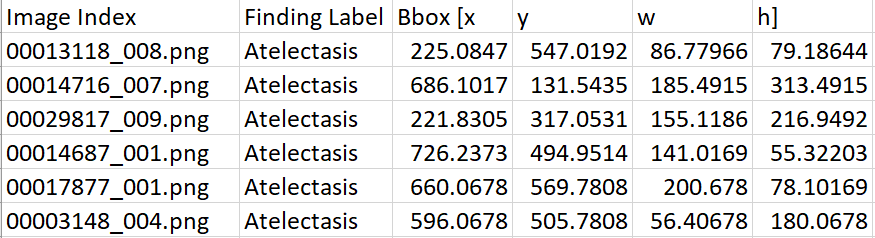 Image Index Finding Label Bbox [x y w h]
00013118_008.png Atelectasis 225.0847 547.0192 86.77966 79.18644
00014716_007.png Atelectasis 686.1017 131.5435 185.4915 313.4915
00029817_009.png Atelectasis 221.8305 317.0531 155.1186 216.9492
00014687_001.png Atelectasis 726.2373 494.9514 141.0169 55.32203
00017877_001.png Atelectasis 660.0678 569.7808 200.678 78.10169
00003148_004.png Atelectasis 596.0678 505.7808 56.40678 180.0678